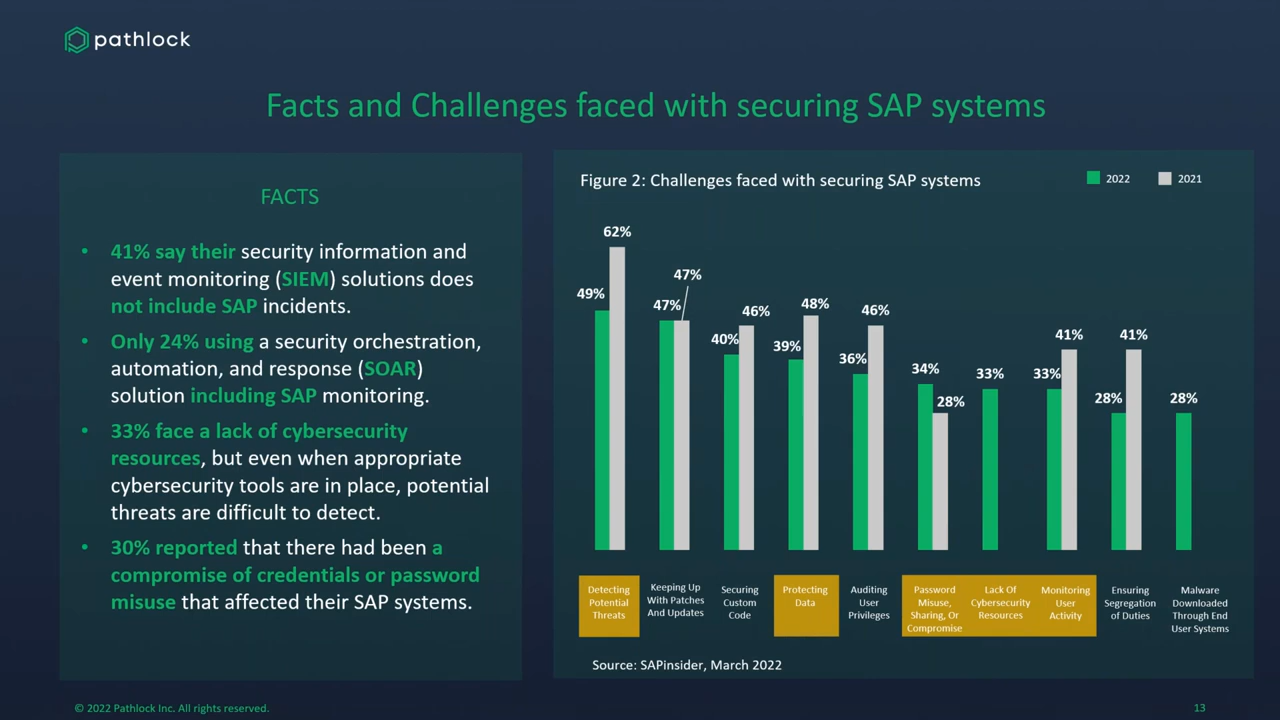 pathlock
Facts and Challenges faced with securing SAP systems
FACTS
• 41% say their security information and
event monitoring (SIEM) solutions does
not include SAP incidents.
• Only 24% using a security orchestration,
automation, and response (SOAR)
solution including SAP monitoring.
• 33% face a lack of cybersecurity
resources, but even when appropriate
cybersecurity tools are in place, potential
threats are difficult to detect.
• 30% reported that there had been a
compromise of credentials or password
misuse that affected their SAP systems.
Figure 2: Challenges faced with securing SAP systems
2022
2021
49%
62%
47%
47%
40%
46%
39%
48%
36%
46%
34%
28%
33%
33%
41%
28%
41%
28%
Detecting
Potential
Threats
Keeping Up
With Patches
And Updates
Securing
Custom
Code
Protecting
Data
Auditing
User
Privileges
Password
Misuse,
Sharing, Or
Compromise
Lack Of
Cybersecurity
Resources
Monitoring
User
Activity
Ensuring
Segregation
of Duties
Malware
Downloaded
Through End
User Systems
Source: SAPinsider, March 2022
© 2022 Pathlock Inc. All rights reserved.
13